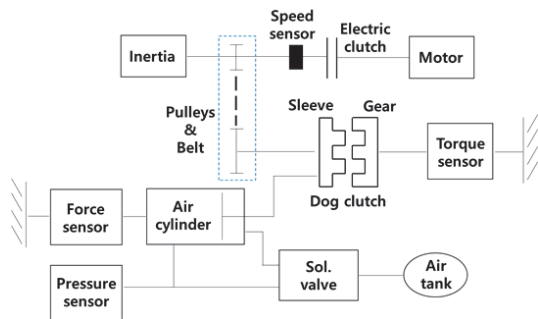 Speed
sensor
Electric
clutch
Inertia
Motor
Pulleys
&
Belt
Sleeve
Gear
Torque
sensor
Dog clutch
Force
sensor
Air
cylinder
Pressure
sensor
Sol.
valve
Air
tank